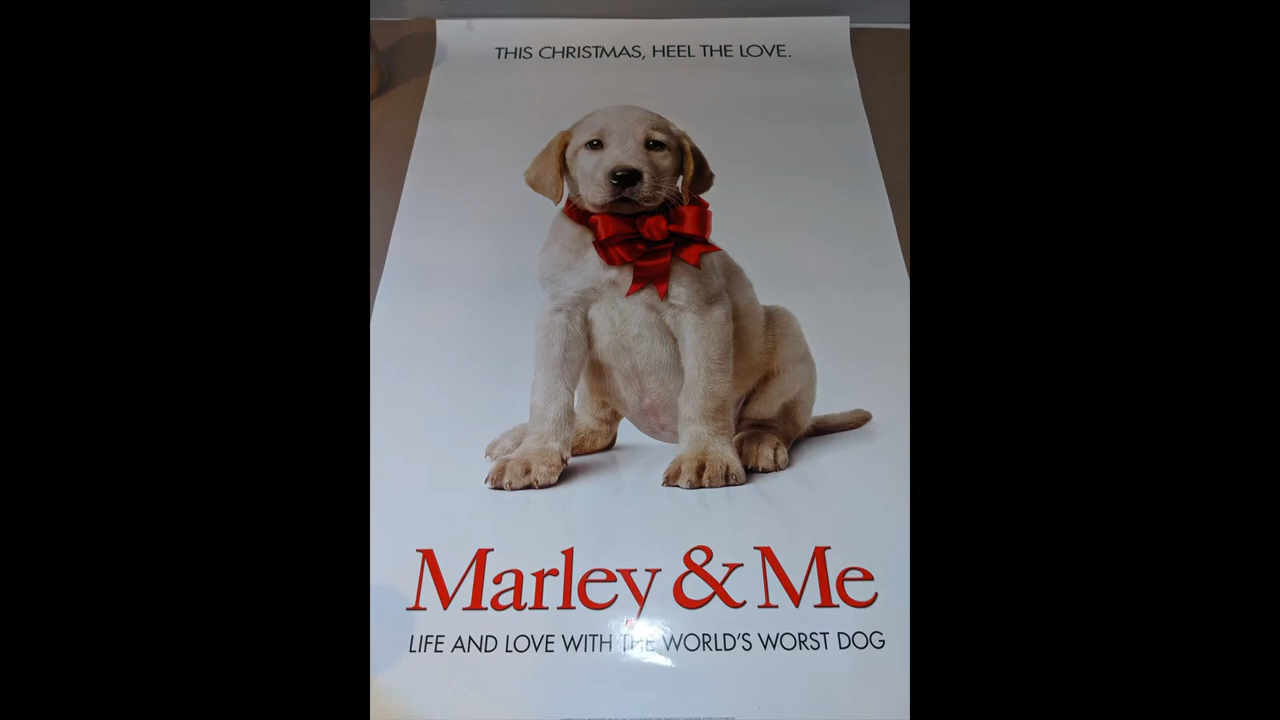 THIS CHRISTMAS, HEEL THE LOVE.
Marley & Me
LIFE AND LOVE WITH THE WORLD'S WORST DOG